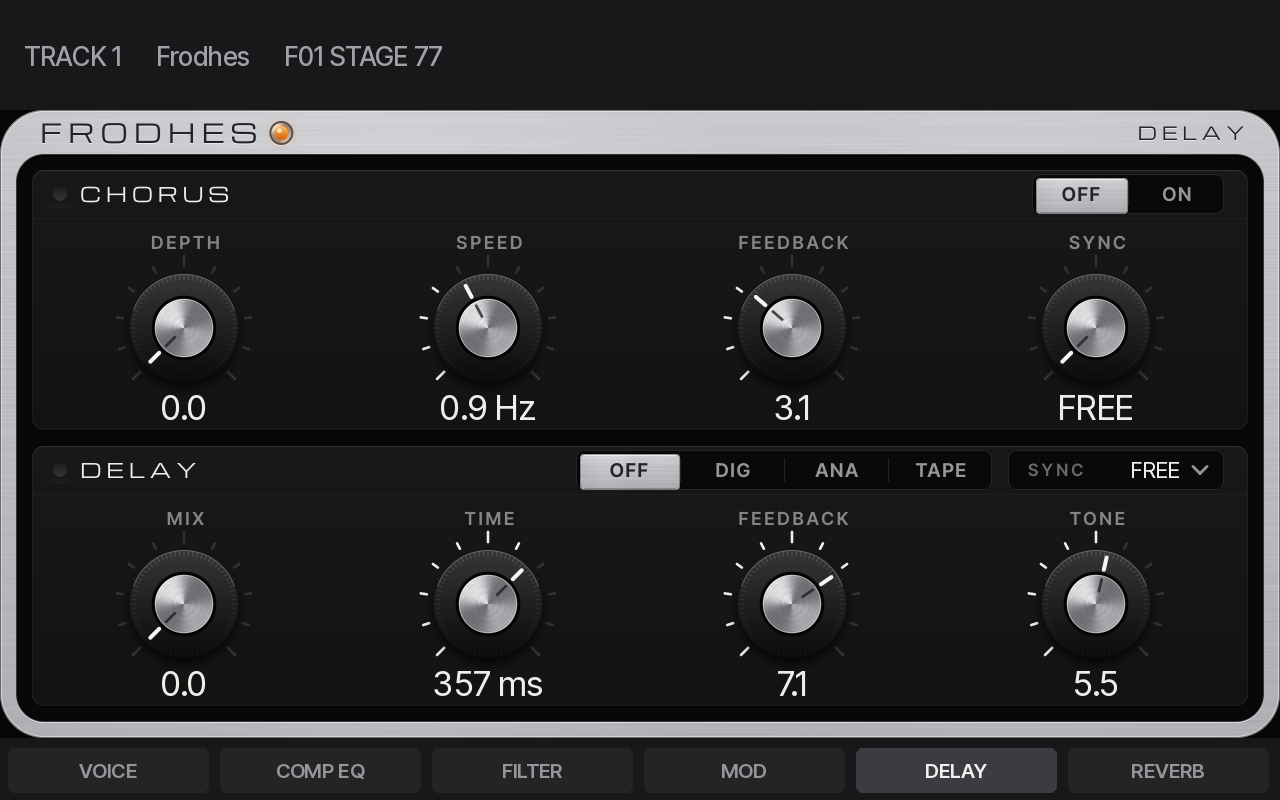 TRACK 1 Frodhes F01 STAGE 77
FRODHES DELAY
CHORUS OFF ON
DEPTH SPEED FEEDBACK SYNC
0.0 0.9 Hz 3.1 FREE
DELAY OFF DIG ANA TAPE SYNC FREE
MIX TIME FEEDBACK TONE
0.0 357 ms 7.1 5.5
VOICE COMP EQ FILTER MOD DELAY REVERB